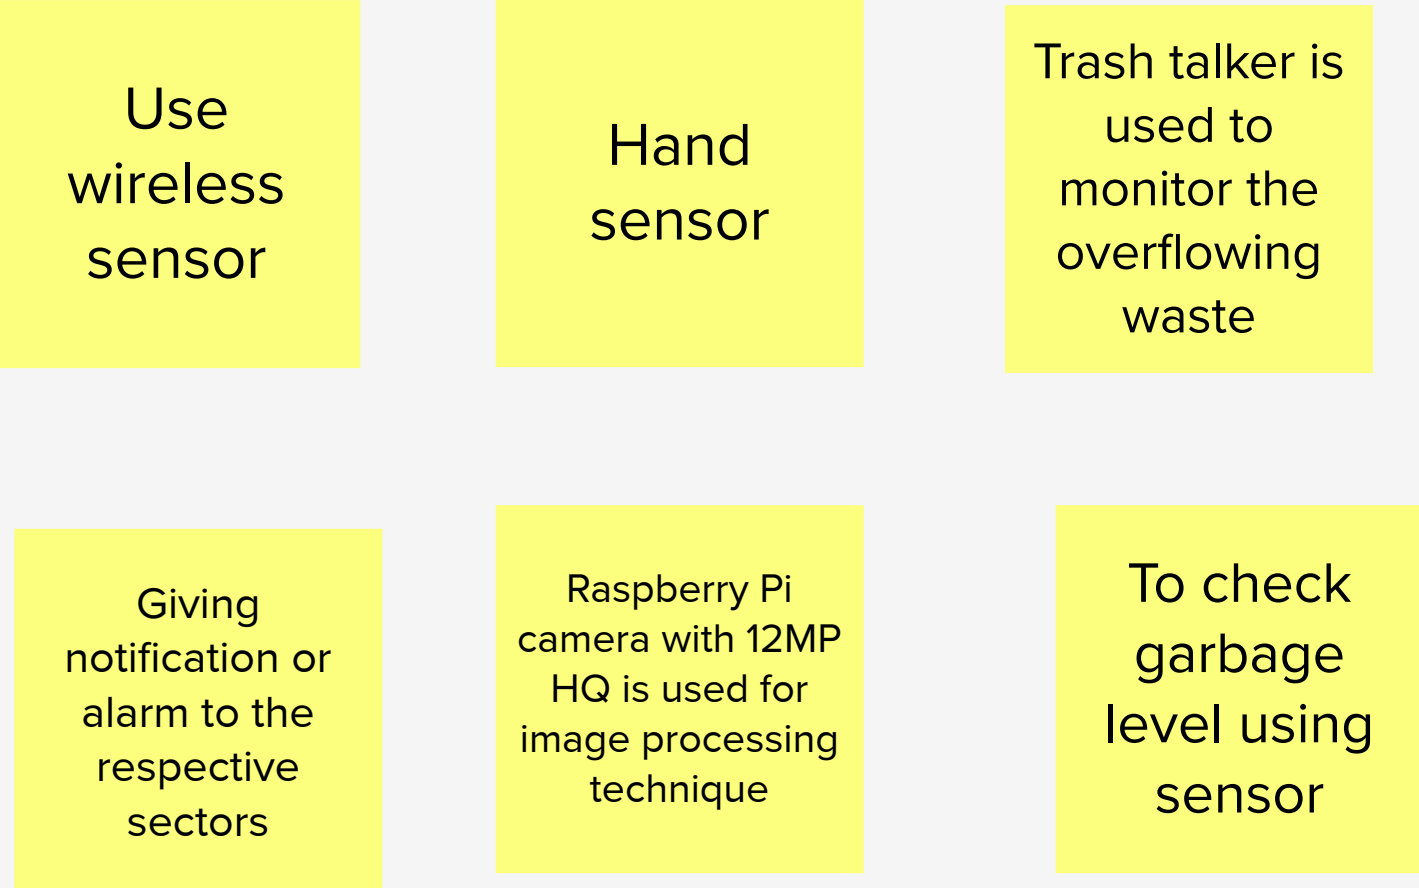 Use
wireless
sensor
Hand
sensor
Trash talker is
used to
monitor the
overflowing
waste
Giving
notification or
alarm to the
respective
sectors
Raspberry Pi
camera with 12MP
HQ is used for
image processing
technique
To check
garbage
level using
sensor